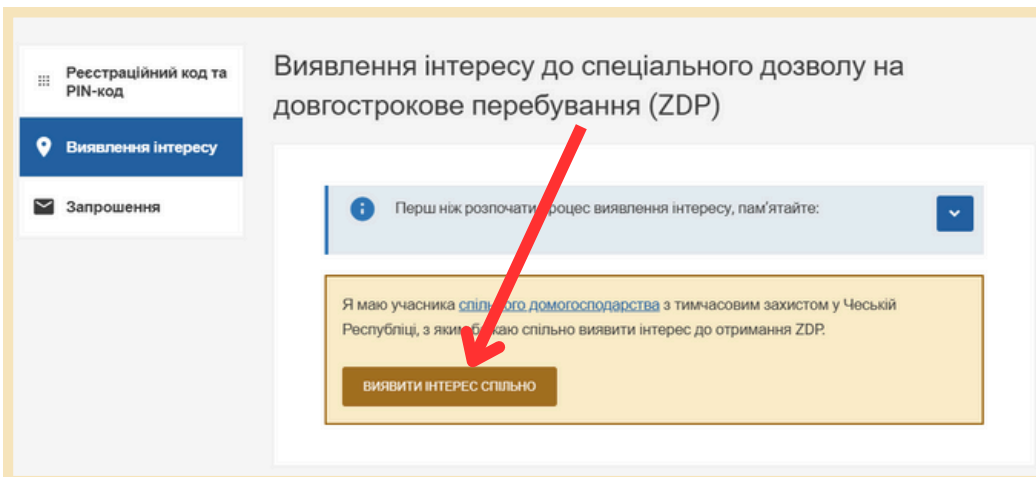 Реєстраційний код та
PIN-код
Виявлення інтересу
Запрошення
Виявлення інтересу до спеціального дозволу на
довгострокове перебування (ZDP)
Перш ніж розпочати процес виявлення інтересу, пам'ятайте:
Я маю учасника спільного домогосподарства з тимчасовим захистом у Чеській
Республіці, з яким бажаю спільно виявити інтерес до отримання ZDP.
ВИЯВИТИ ІНТЕРЕС СПІЛЬНО